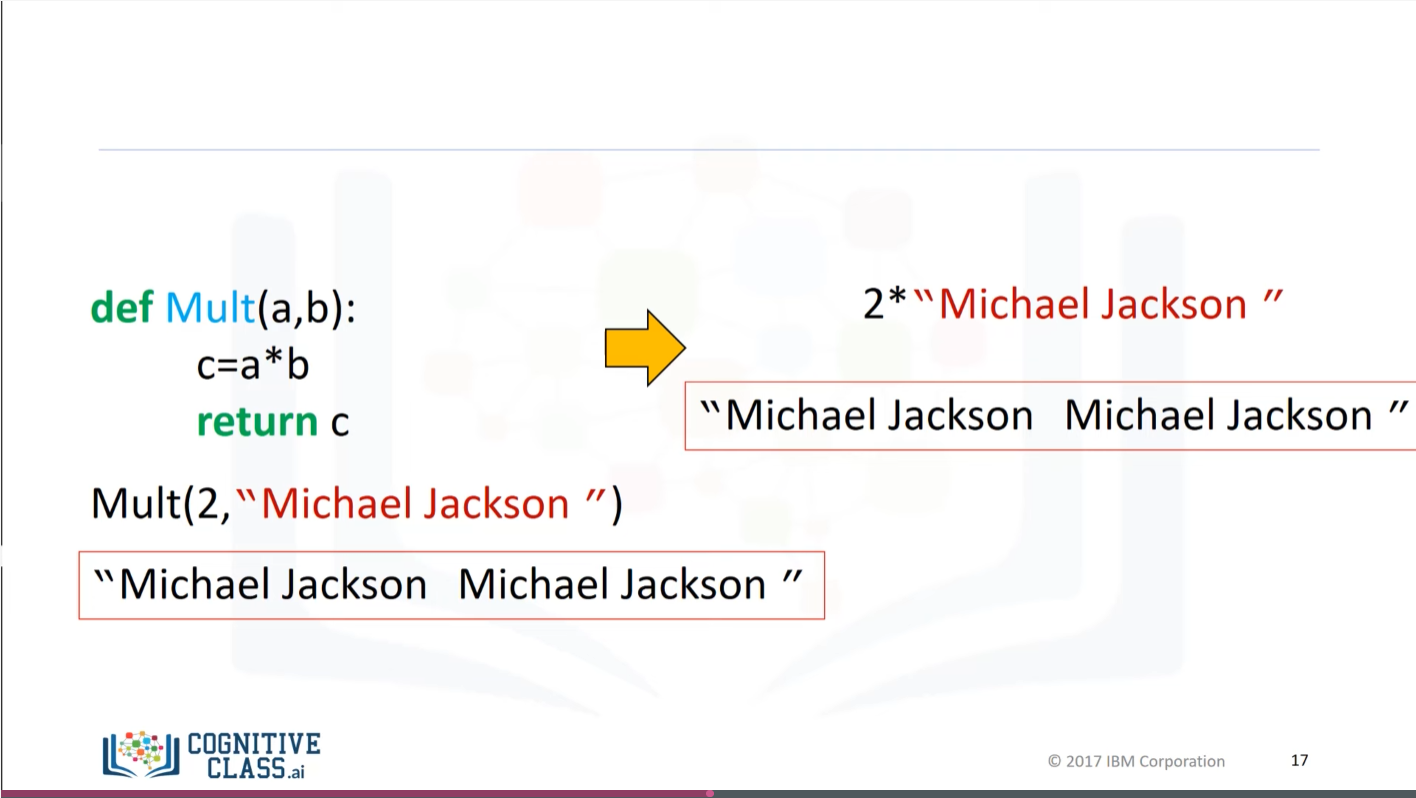 def Mult(a,b):
c=a*b
return c
Mult(2,“Michael Jackson ”)
“Michael Jackson  Michael Jackson ”
2*“Michael Jackson ”
“Michael Jackson  Michael Jackson ”
COGNITIVE
CLASS.ai
© 2017 IBM Corporation
17